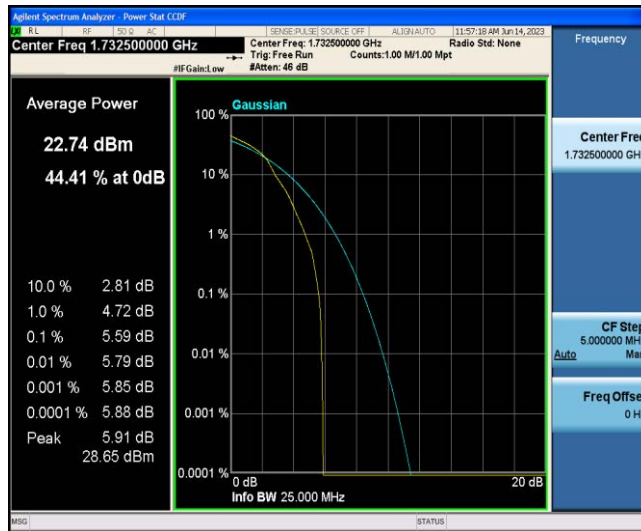 Agilent Spectrum Analyzer - Power Stat CCDF
RL RF 50 Ω AC SENSE:PULSE SOURCE OFF ALIGNAUTO 11:57:18 AM Jun 14, 2023
Center Freq 1.732500000 GHz
Center Freq: 1.732500000 GHz Radio Std: None
Trig: Free Run Counts:1.00 M/1.00 Mpt
#IFGain:Low #Atten: 46 dB
Frequency
Average Power
22.74 dBm
44.41 % at 0dB
10.0 % 2.81 dB
1.0 % 4.72 dB
0.1 % 5.59 dB
0.01 % 5.79 dB
0.001 % 5.85 dB
0.0001 % 5.88 dB
Peak 5.91 dB
28.65 dBm
Gaussian
100 %
10 %
1 %
0.1 %
0.01 %
0.001 %
0.0001 %
0 dB 20 dB
Info BW 25.000 MHz
Center Fre
1.732500000 GH
CF Step
5.000000 MH
Auto Ma
Freq Offse
0 H
MSG STATUS